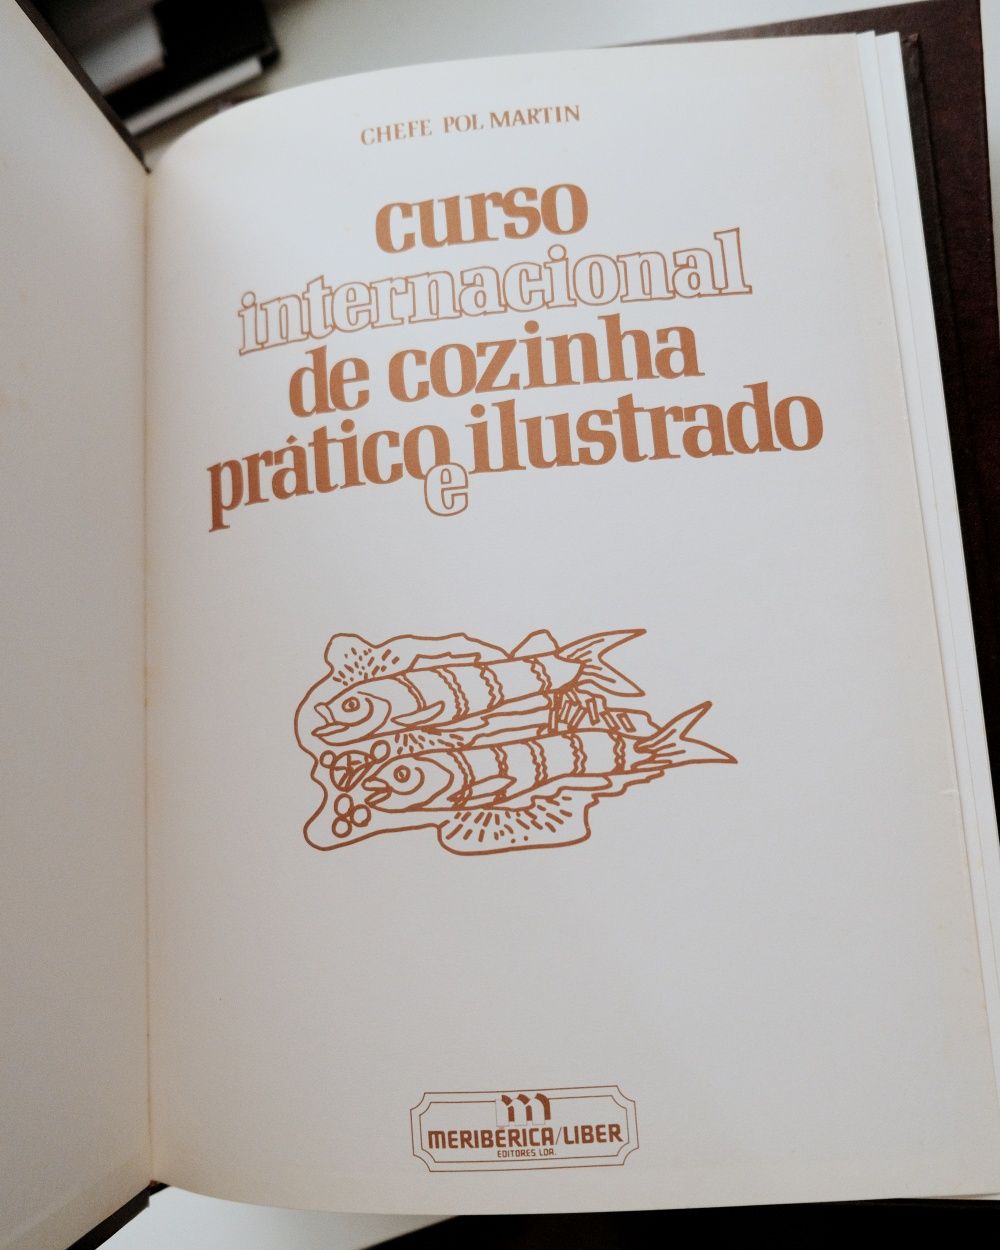 CHEFE POL MARTIN
curso
internacional
de cozinha
prático e ilustrado
m
MERIBÉRICA/LIBER
EDITORES LDA.